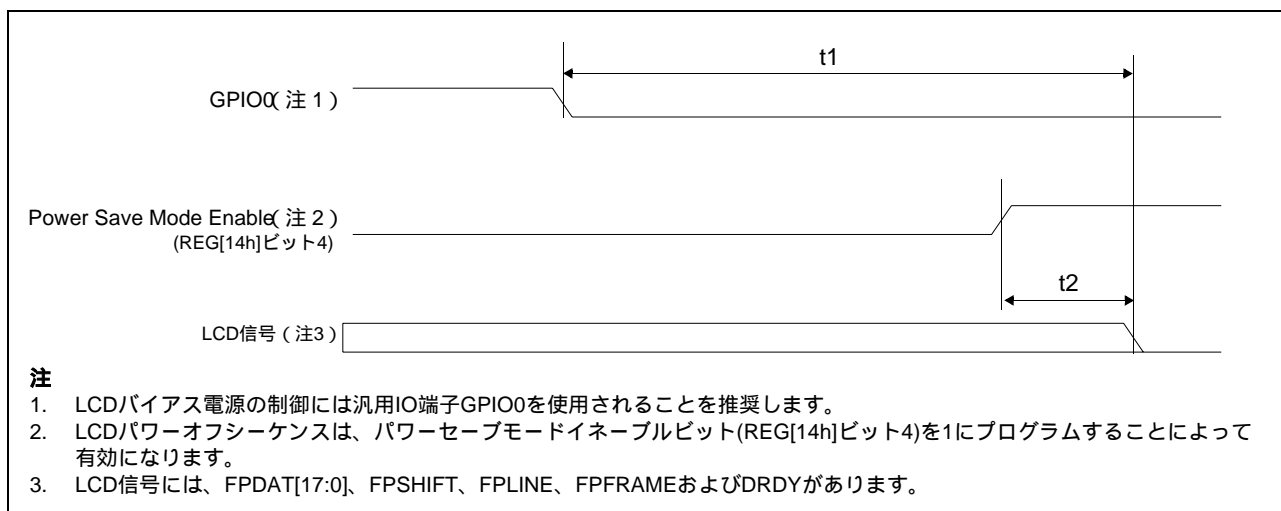 t1
GPIO0(注1)
Power Save Mode Enable(注2)
(REG[14h]ビット4)
t2
LCD信号(注3)
注
1. LCDバイアス電源の制御には汎用IO端子GPIO0を使用されることを推奨します。
2. LCDパワーオフシーケンスは、パワーセーブモードイネーブルビット(REG[14h]ビット4)を1にプログラムすることによって
有効になります。
3. LCD信号には、FPDAT[17:0]、FPSHIFT、FPLINE、FPFRAMEおよびDRDYがあります。